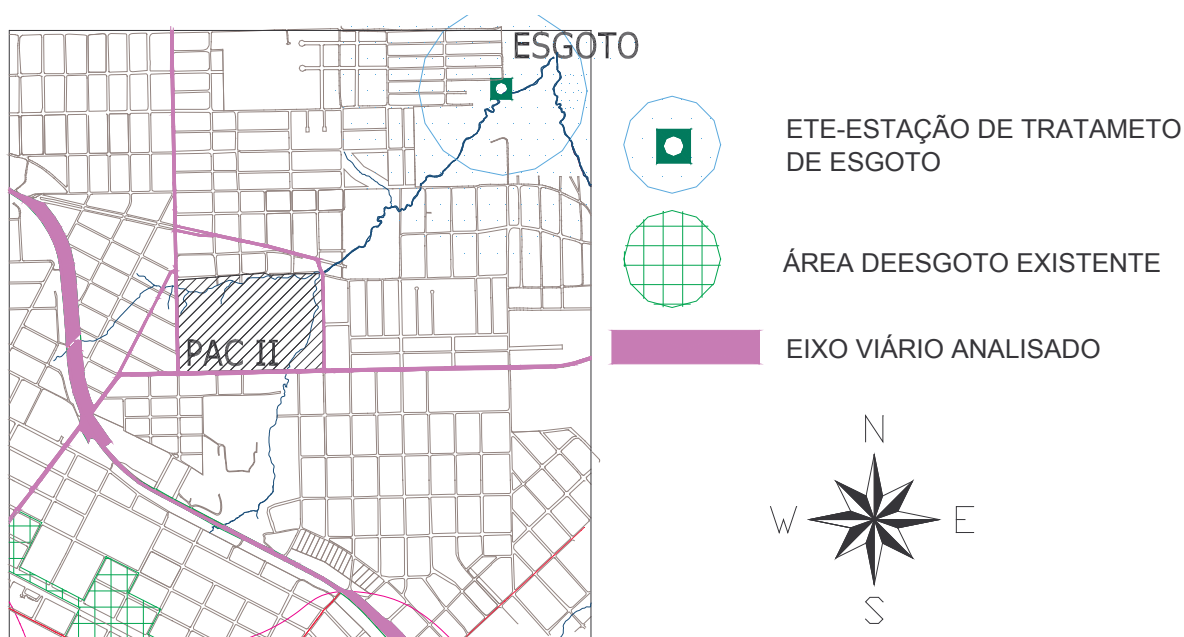 ESGOTO
PAC II
ETE-ESTAÇÃO DE TRATAMETO
DE ESGOTO
ÁREA DEESGOTO EXISTENTE
EIXO VIÁRIO ANALISADO
N
W
E
S